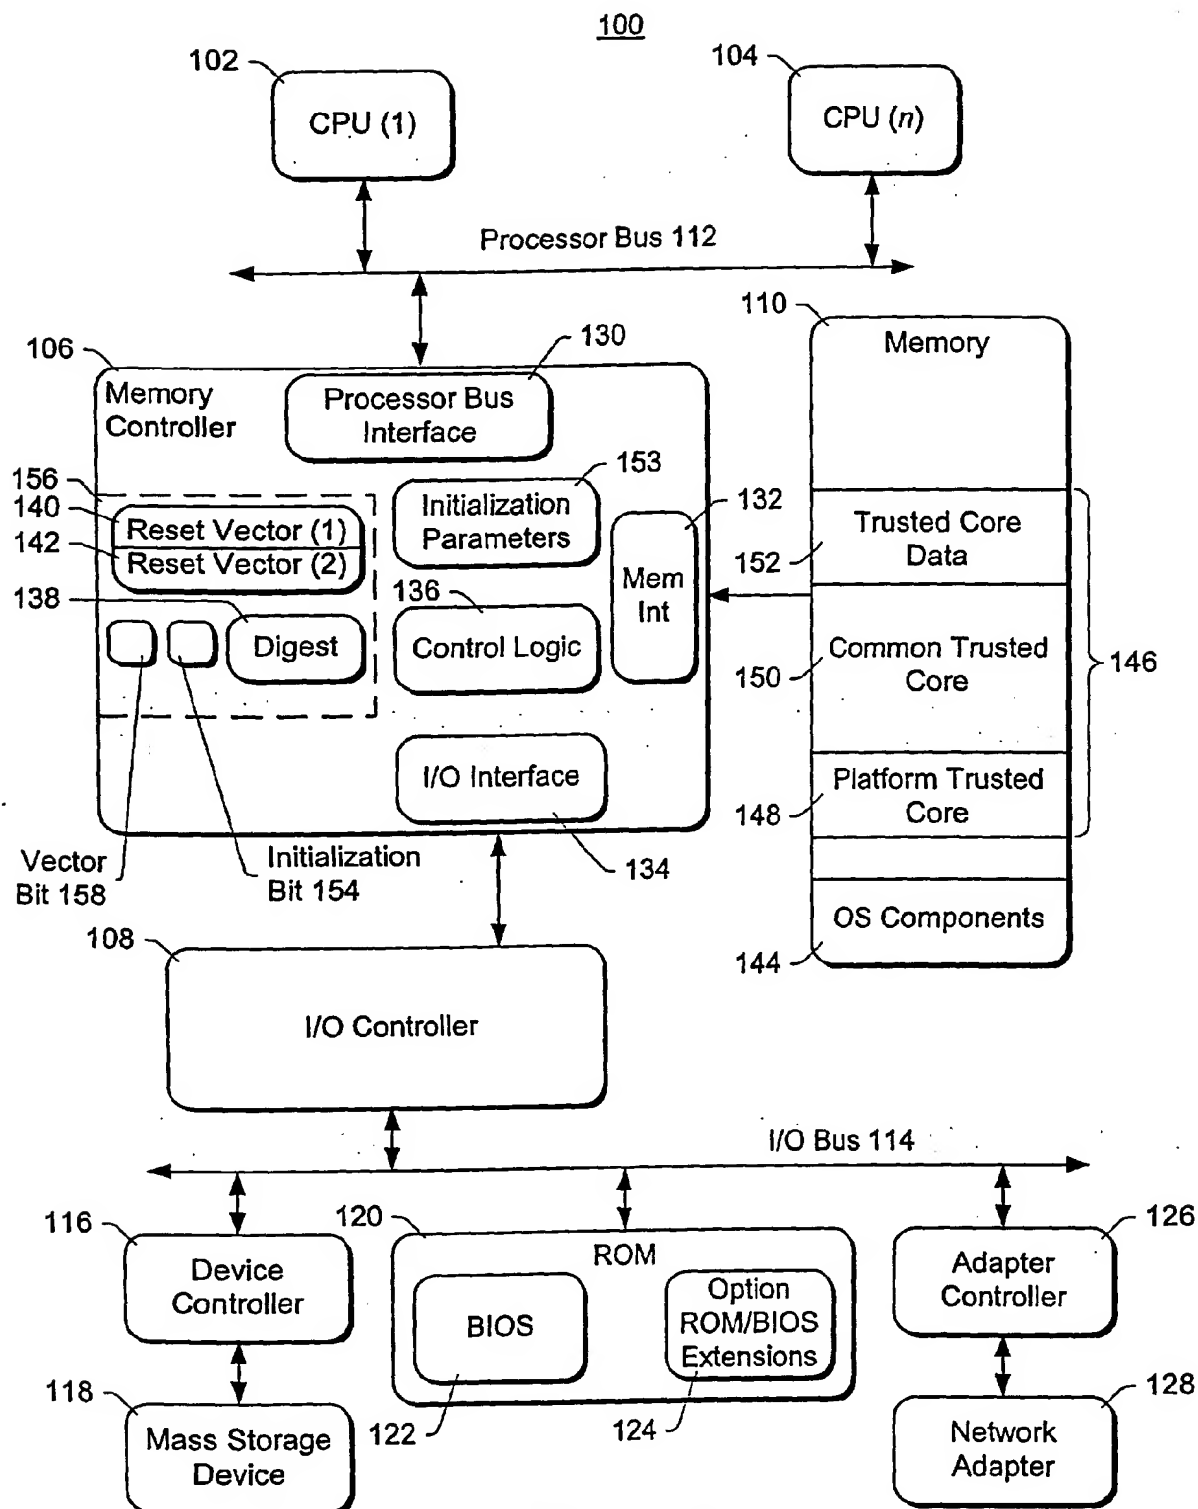 100
102
CPU (1)
104
CPU (n)
Processor Bus 112
106
Memory
Controller
130
Processor Bus
Interface
110
Memory
156
140
Reset Vector (1)
142
Reset Vector (2)
138
Digest
153
Initialization
Parameters
136
Control Logic
132
Mem
Int
I/O Interface
134
Vector
Bit 158
Initialization
Bit 154
Trusted Core
Data
152
Common Trusted
Core
150
146
Platform Trusted
Core
148
OS Components
144
108
I/O Controller
I/O Bus 114
116
Device
Controller
120
ROM
BIOS
122
Option
ROM/BIOS
Extensions
124
126
Adapter
Controller
118
Mass Storage
Device
128
Network
Adapter